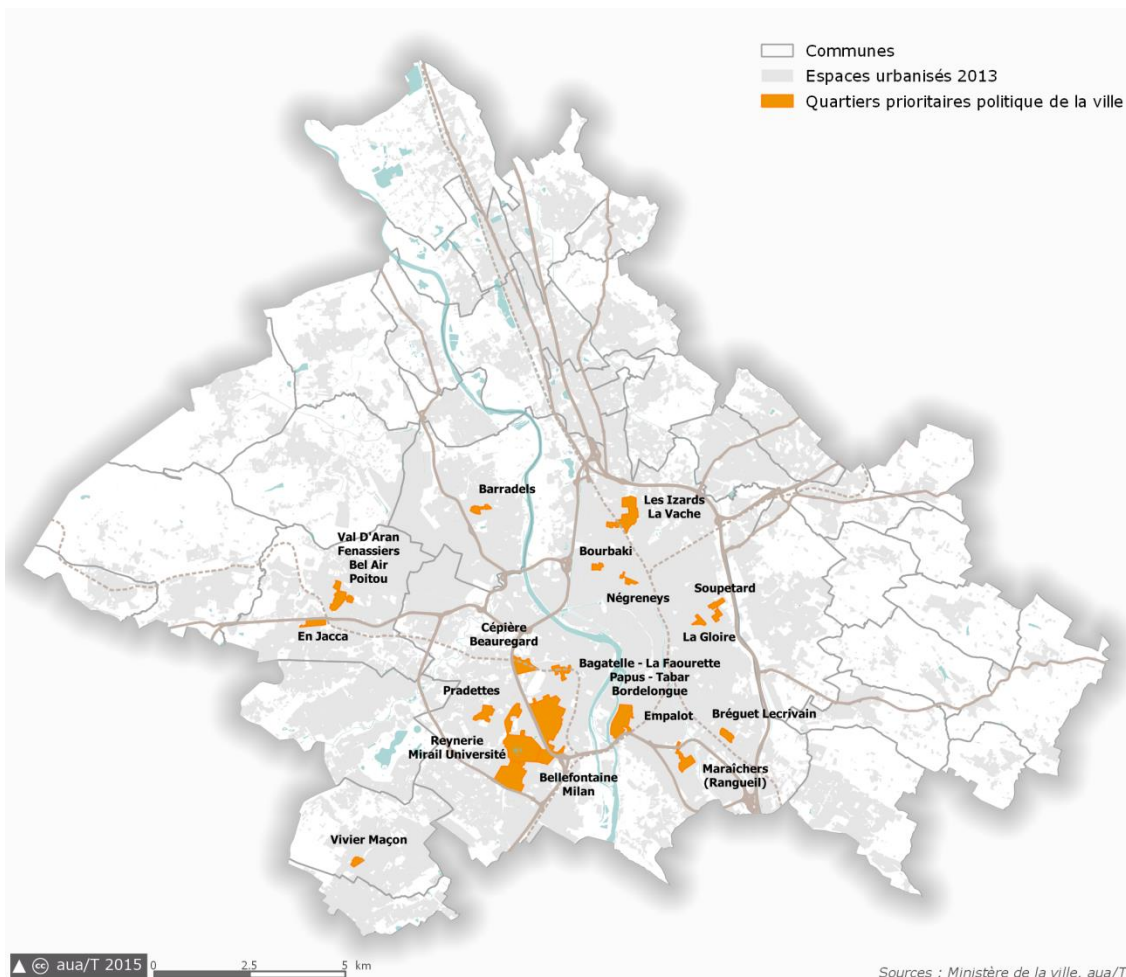 Communes
Espaces urbanisés 2013
Quartiers prioritaires politique de la ville
Barradels
Les Izards
La Vache
Val D'Aran
Fenassiers
Bel Air
Poitou
Bourbaki
Négreneys
Soupetard
La Gloire
En Jacca
Cépière
Beauregard
Bagatelle - La Faourette
Papus - Tabar
Bordelongue
Pradettes
Empalot
Bréguet Lecrivain
Reynerie
Mirail Université
Maraîchers
(Rangueil)
Bellefontaine
Milan
Vivier Maçon
cc aua/T 2015
0 2.5 5 km
Sources : Ministère de la ville, aua/T